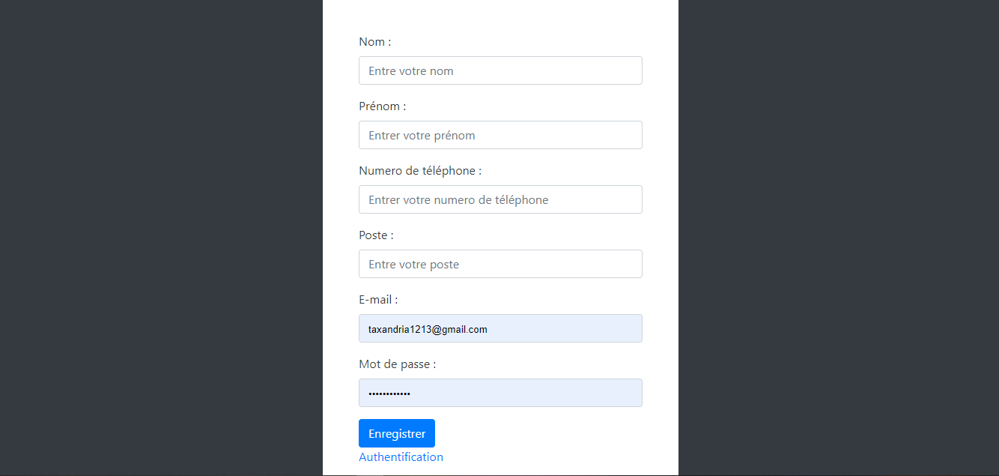 Nom :
Entre votre nom
Prénom :
Entrer votre prénom
Numero de téléphone :
Entrer votre numero de téléphone
Poste :
Entre votre poste
E-mail :
taxandria1213@gmail.com
Mot de passe :
••••••••••••
Enregistrer
Authentification